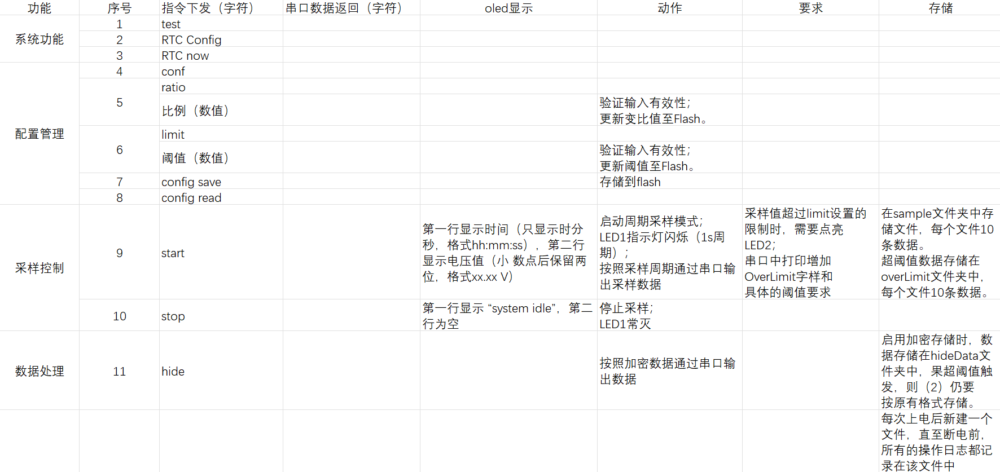 功能 序号 指令下发（字符） 串口数据返回（字符） oled显示 动作 要求 存储
系统功能
1 test
2 RTC Config
3 RTC now
配置管理
4 conf
5
ratio
比例（数值）
验证输入有效性；
更新变比值至Flash。
6
limit
阈值（数值）
验证输入有效性；
更新阈值至Flash。
7 config save 存储到flash
8 config read
采样控制
9 start
第一行显示时间（只显示时分
秒，格式hh:mm:ss），第二行
显示电压值（小 数点后保留两
位，格式xx.xx V）
启动周期采样模式；
LED1指示灯闪烁（1s周
期）；
按照采样周期通过串口输
出采样数据
采样值超过limit设置的
限制时，需要点亮
LED2；
串口中打印增加
OverLimit字样和
具体的阈值要求
在sample文件夹中存
储文件，每个文件10
条数据。
超阈值数据存储在
overLimit文件夹中，
每个文件10条数据。
10 stop
第一行显示 “system idle”，第二
行为空
停止采样；
LED1常灭
数据处理
11 hide
按照加密数据通过串口输
出数据
启用加密存储时，数
据存储在hideData文
件夹中，果超阈值触
发，则（2）仍要
按原有格式存储。
每次上电后新建一个
文件，直至断电前，
所有的操作日志都记
录在该文件中